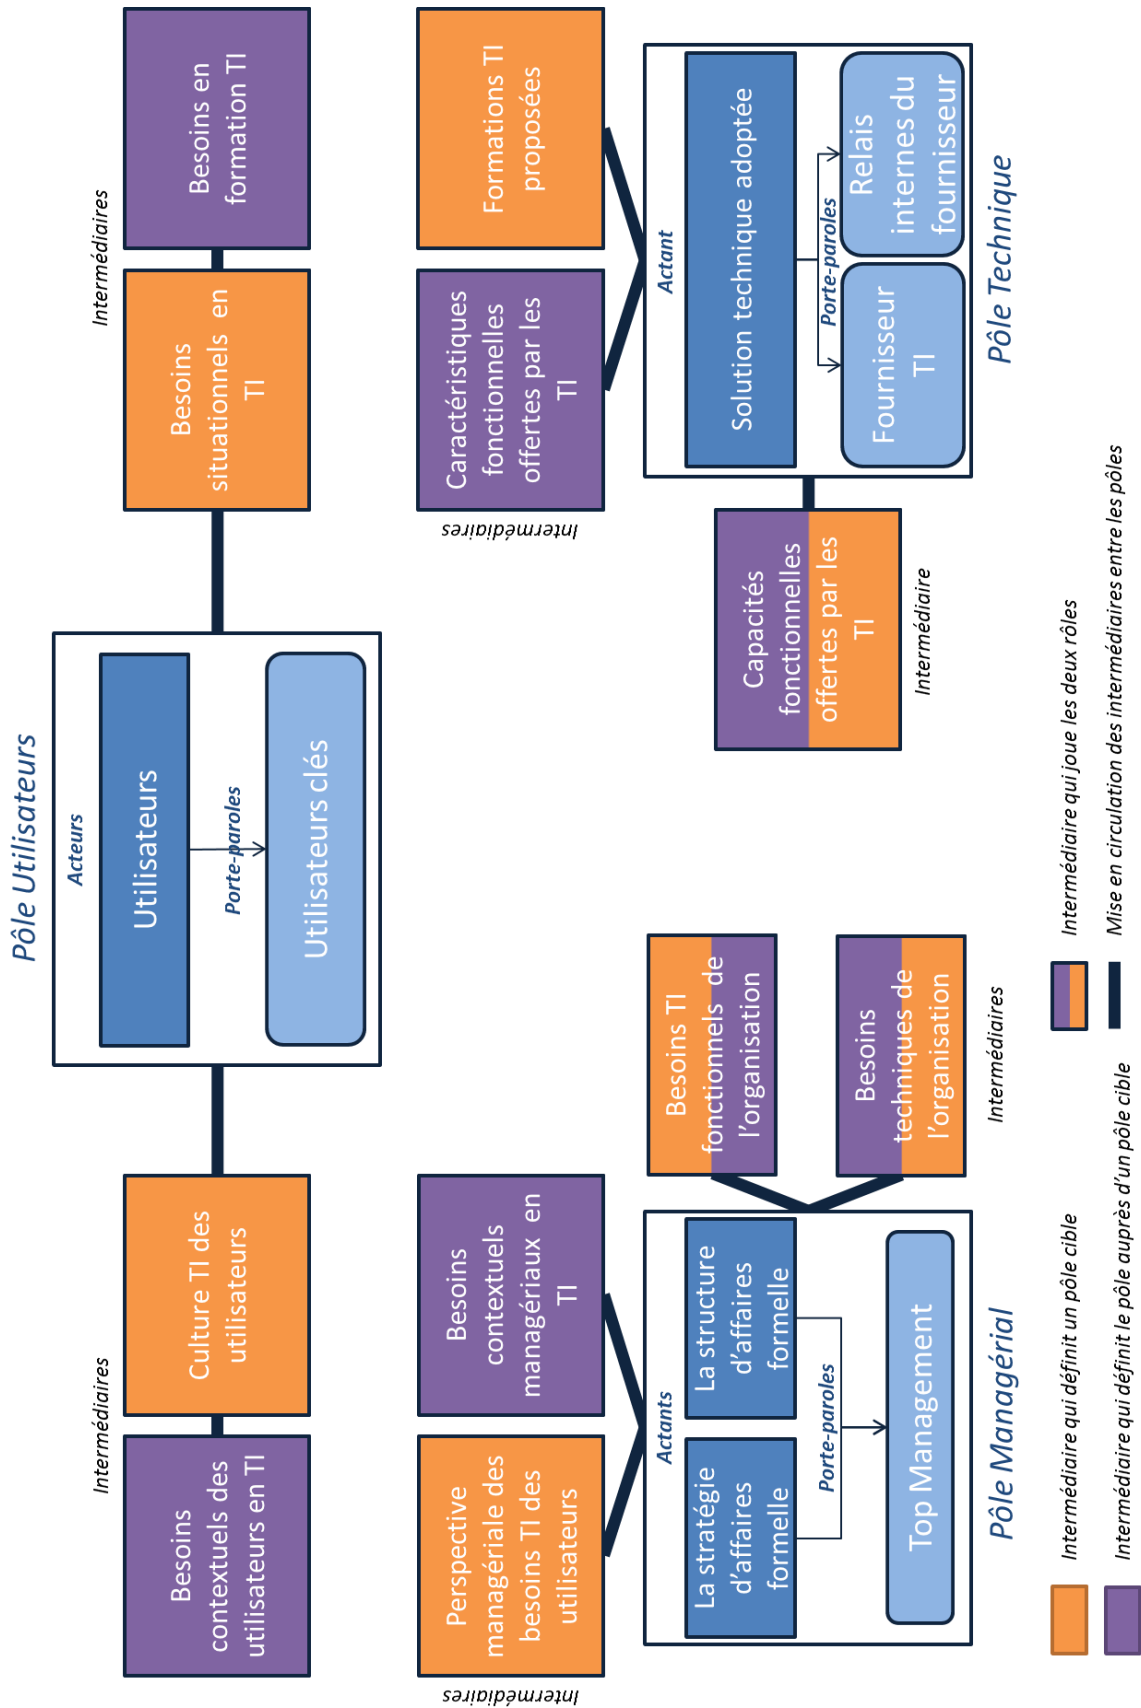 Pôle Utilisateurs
Intermédiaires
Besoins
contextuels des
utilisateurs en TI
Culture TI des
utilisateurs
Acteurs
Utilisateurs
Porte-paroles
Utilisateurs clés
Intermédiaires
Besoins
situationnels en
TI
Besoins en
formation TI
Intermédiaires
Perspective
managériale des
besoins TI des
utilisateurs
Besoins
contextuels
managériaux en
TI
Actants
La stratégie
d'affaires
formelle
La structure
d'affaires
formelle
Porte-paroles
Top Management
Pôle Managérial
Besoins TI
fonctionnels de
l'organisation
Besoins
techniques de
l'organisation
Intermédiaires
Intermédiaires
Caractéristiques
fonctionnelles
offertes par les
TI
Formations TI
proposées
Capacités
fonctionnelles
offertes par les
TI
Intermédiaire
Actant
Solution technique adoptée
Porte-paroles
Fournisseur
TI
Relais
internes du
fournisseur
Pôle Technique
Intermédiaire qui définit un pôle cible
Intermédiaire qui joue les deux rôles
Intermédiaire qui définit le pôle auprès d'un pôle cible
Mise en circulation des intermédiaires entre les pôles